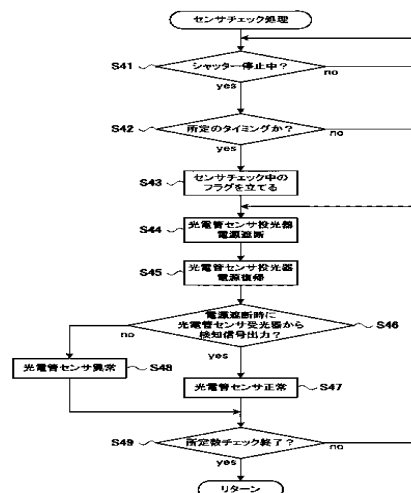 センサチェック処理
S41
シャッター停止中？
no
yes
S42
所定のタイミングか？
no
yes
S43
センサチェック中の
フラグを立てる
S44
光電管センサ投光器
電源遮断
S45
光電管センサ投光器
電源復帰
電源遮断時に
光電管センサ受光器から
検知信号出力？
S46
no
yes
光電管センサ異常
S48
光電管センサ正常
S47
S49
所定数チェック終了？
no
yes
リターン